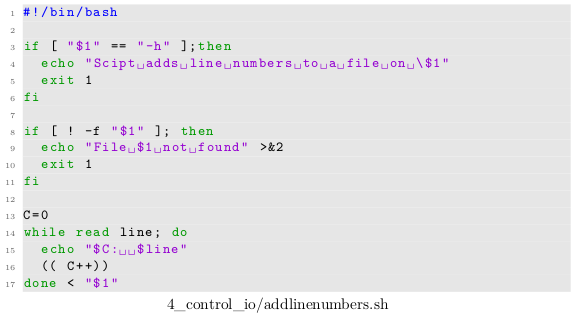 1 #!/bin/bash
2
3 if [ "$1" == "-h" ];then
4   echo "Scipt␣adds␣line␣numbers␣to␣a␣file␣on␣\$1"
5   exit 1
6 fi
7
8 if [ ! -f "$1" ]; then
9   echo "File␣$1␣not␣found" >&2
10   exit 1
11 fi
12
13 C=0
14 while read line; do
15   echo "$C:␣␣$line"
16   (( C++))
17 done < "$1"
4_control_io/addlinenumbers.sh